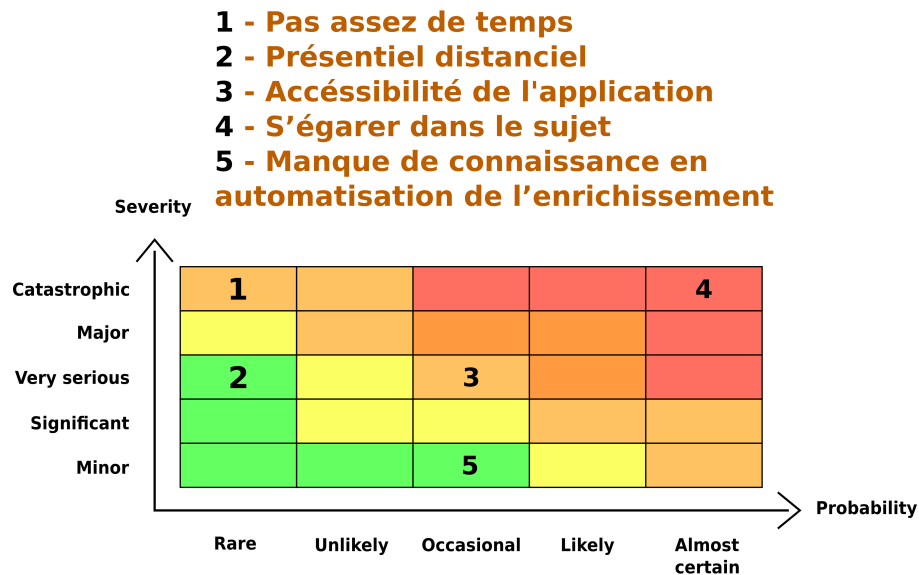 1 - Pas assez de temps
2 - Présentiel distanciel
3 - Accéssibilité de l'application
4 - S’égarer dans le sujet
5 - Manque de connaissance en
automatisation de l’enrichissement
Severity
Catastrophic
1
4
Major
Very serious
2
3
Significant
Minor
5
Probability
Rare
Unlikely
Occasional
Likely
Almost
certain